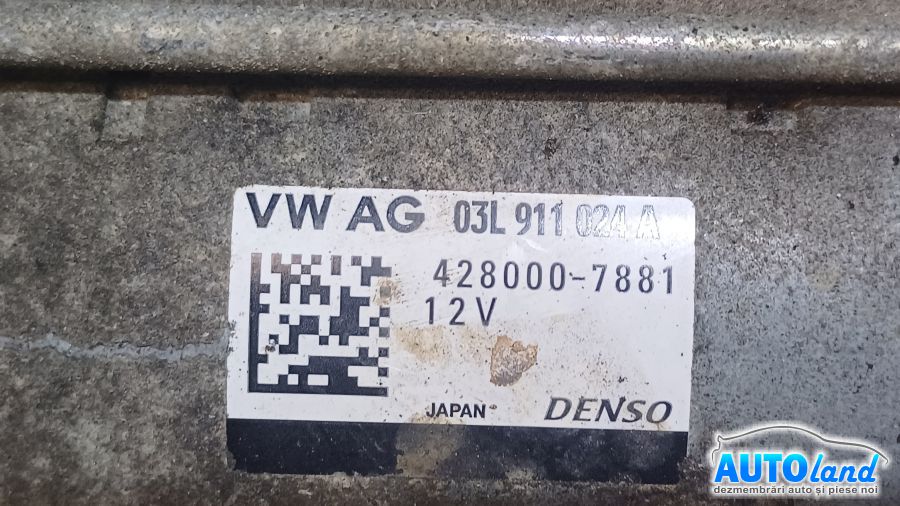 VW AG 03L 911 024 A
428000-7881
12V
JAPAN
DENSO
AUTOland
dezmembrări auto și piese noi